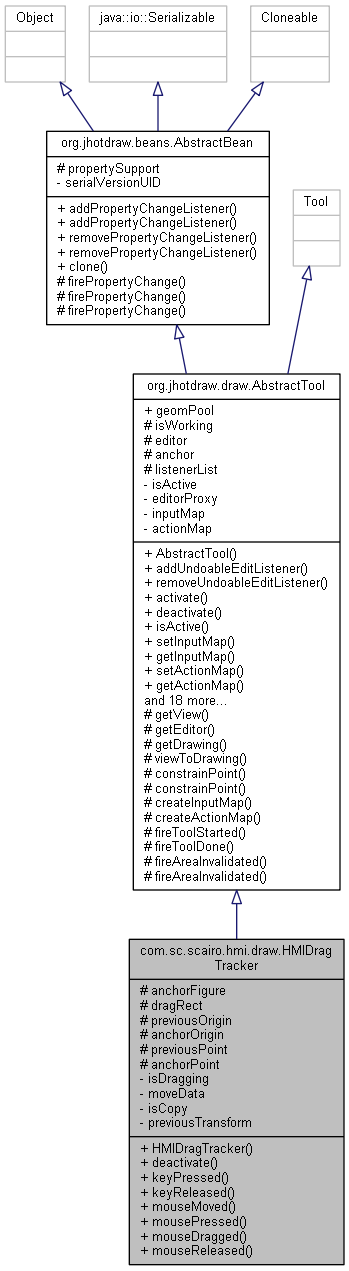 Object
java::io::Serializable
Cloneable
org.jhotdraw.beans.AbstractBean
# propertySupport
- serialVersionUID
+ addPropertyChangeListener()
+ addPropertyChangeListener()
+ removePropertyChangeListener()
+ removePropertyChangeListener()
+ clone()
# firePropertyChange()
# firePropertyChange()
# firePropertyChange()
Tool
org.jhotdraw.draw.AbstractTool
+ geomPool
# isWorking
# editor
# anchor
# listenerList
- isActive
- editorProxy
- inputMap
- actionMap
+ AbstractTool()
+ addUndoableEditListener()
+ removeUndoableEditListener()
+ activate()
+ deactivate()
+ isActive()
+ setInputMap()
+ getInputMap()
+ setActionMap()
+ getActionMap()
and 18 more...
# getView()
# getEditor()
# getDrawing()
# viewToDrawing()
# constrainPoint()
# constrainPoint()
# createInputMap()
# createActionMap()
# fireToolStarted()
# fireToolDone()
# fireAreaInvalidated()
# fireAreaInvalidated()
com.sc.scairo.hmi.draw.HMIDrag
Tracker
# anchorFigure
# dragRect
# previousOrigin
# anchorOrigin
# previousPoint
# anchorPoint
- isDragging
- moveData
- isCopy
- previousTransform
+ HMIDragTracker()
+ deactivate()
+ keyPressed()
+ keyReleased()
+ mouseMoved()
+ mousePressed()
+ mouseDragged()
+ mouseReleased()